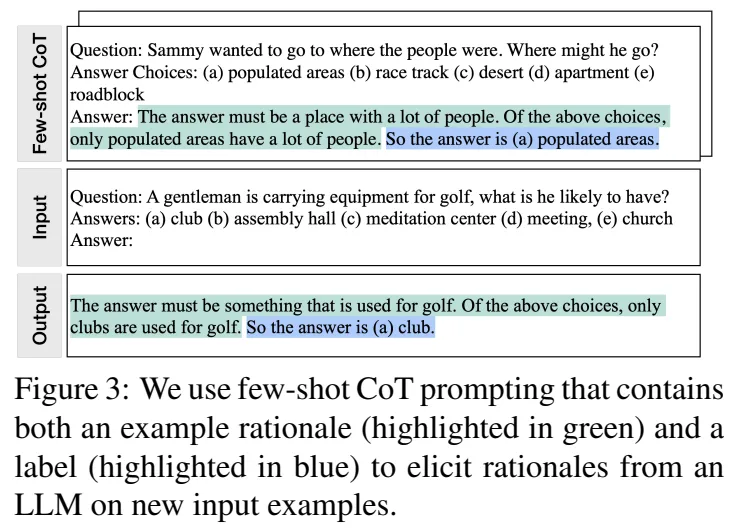 Few-shot CoT
Question: Sammy wanted to go to where the people were. Where might he go?
Answer Choices: (a) populated areas (b) race track (c) desert (d) apartment (e)
roadblock
Answer: The answer must be a place with a lot of people. Of the above choices,
only populated areas have a lot of people. So the answer is (a) populated areas.
Input
Question: A gentleman is carrying equipment for golf, what is he likely to have?
Answers: (a) club (b) assembly hall (c) meditation center (d) meeting, (e) church
Answer:
Output
The answer must be something that is used for golf. Of the above choices, only
clubs are used for golf. So the answer is (a) club.
Figure 3: We use few-shot CoT prompting that contains
both an example rationale (highlighted in green) and a
label (highlighted in blue) to elicit rationales from an
LLM on new input examples.